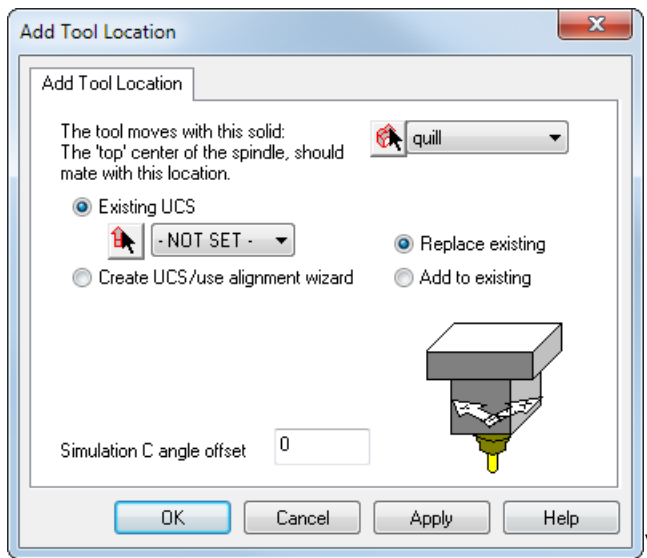 Add Tool Location
Add Tool Location
The tool moves with this solid:
quill
The 'top' center of the spindle, should
mate with this location.
Existing UCS
- NOT SET -
Replace existing
Create UCS/use alignment wizard
Add to existing
Simulation C angle offset
0
OK
Cancel
Apply
Help